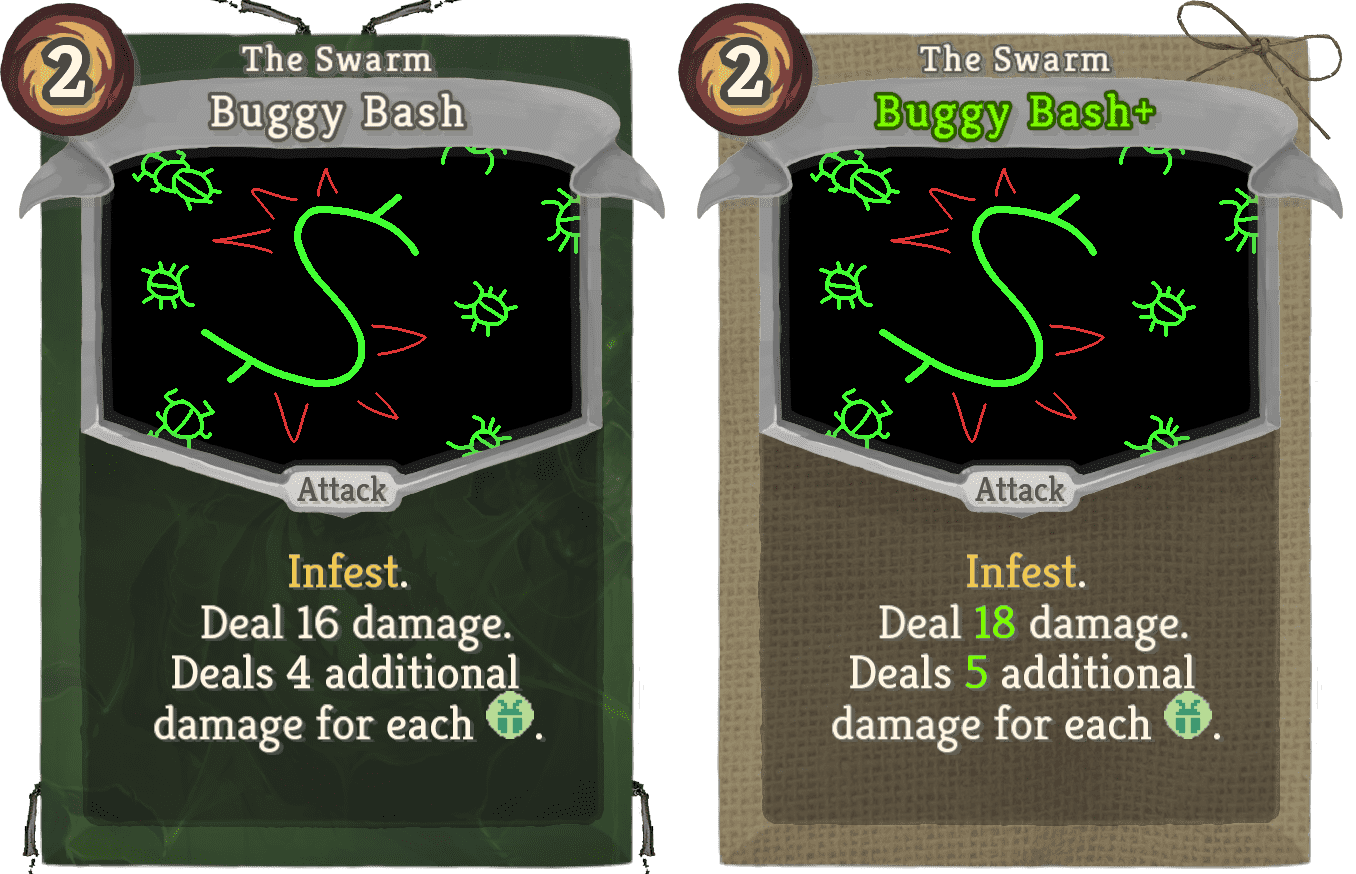 2
The Swarm
Buggy Bash
Attack
Infest.
Deal 16 damage.
Deals 4 additional
damage for each .
2
The Swarm
Buggy Bash+
Attack
Infest.
Deal 18 damage.
Deals 5 additional
damage for each .